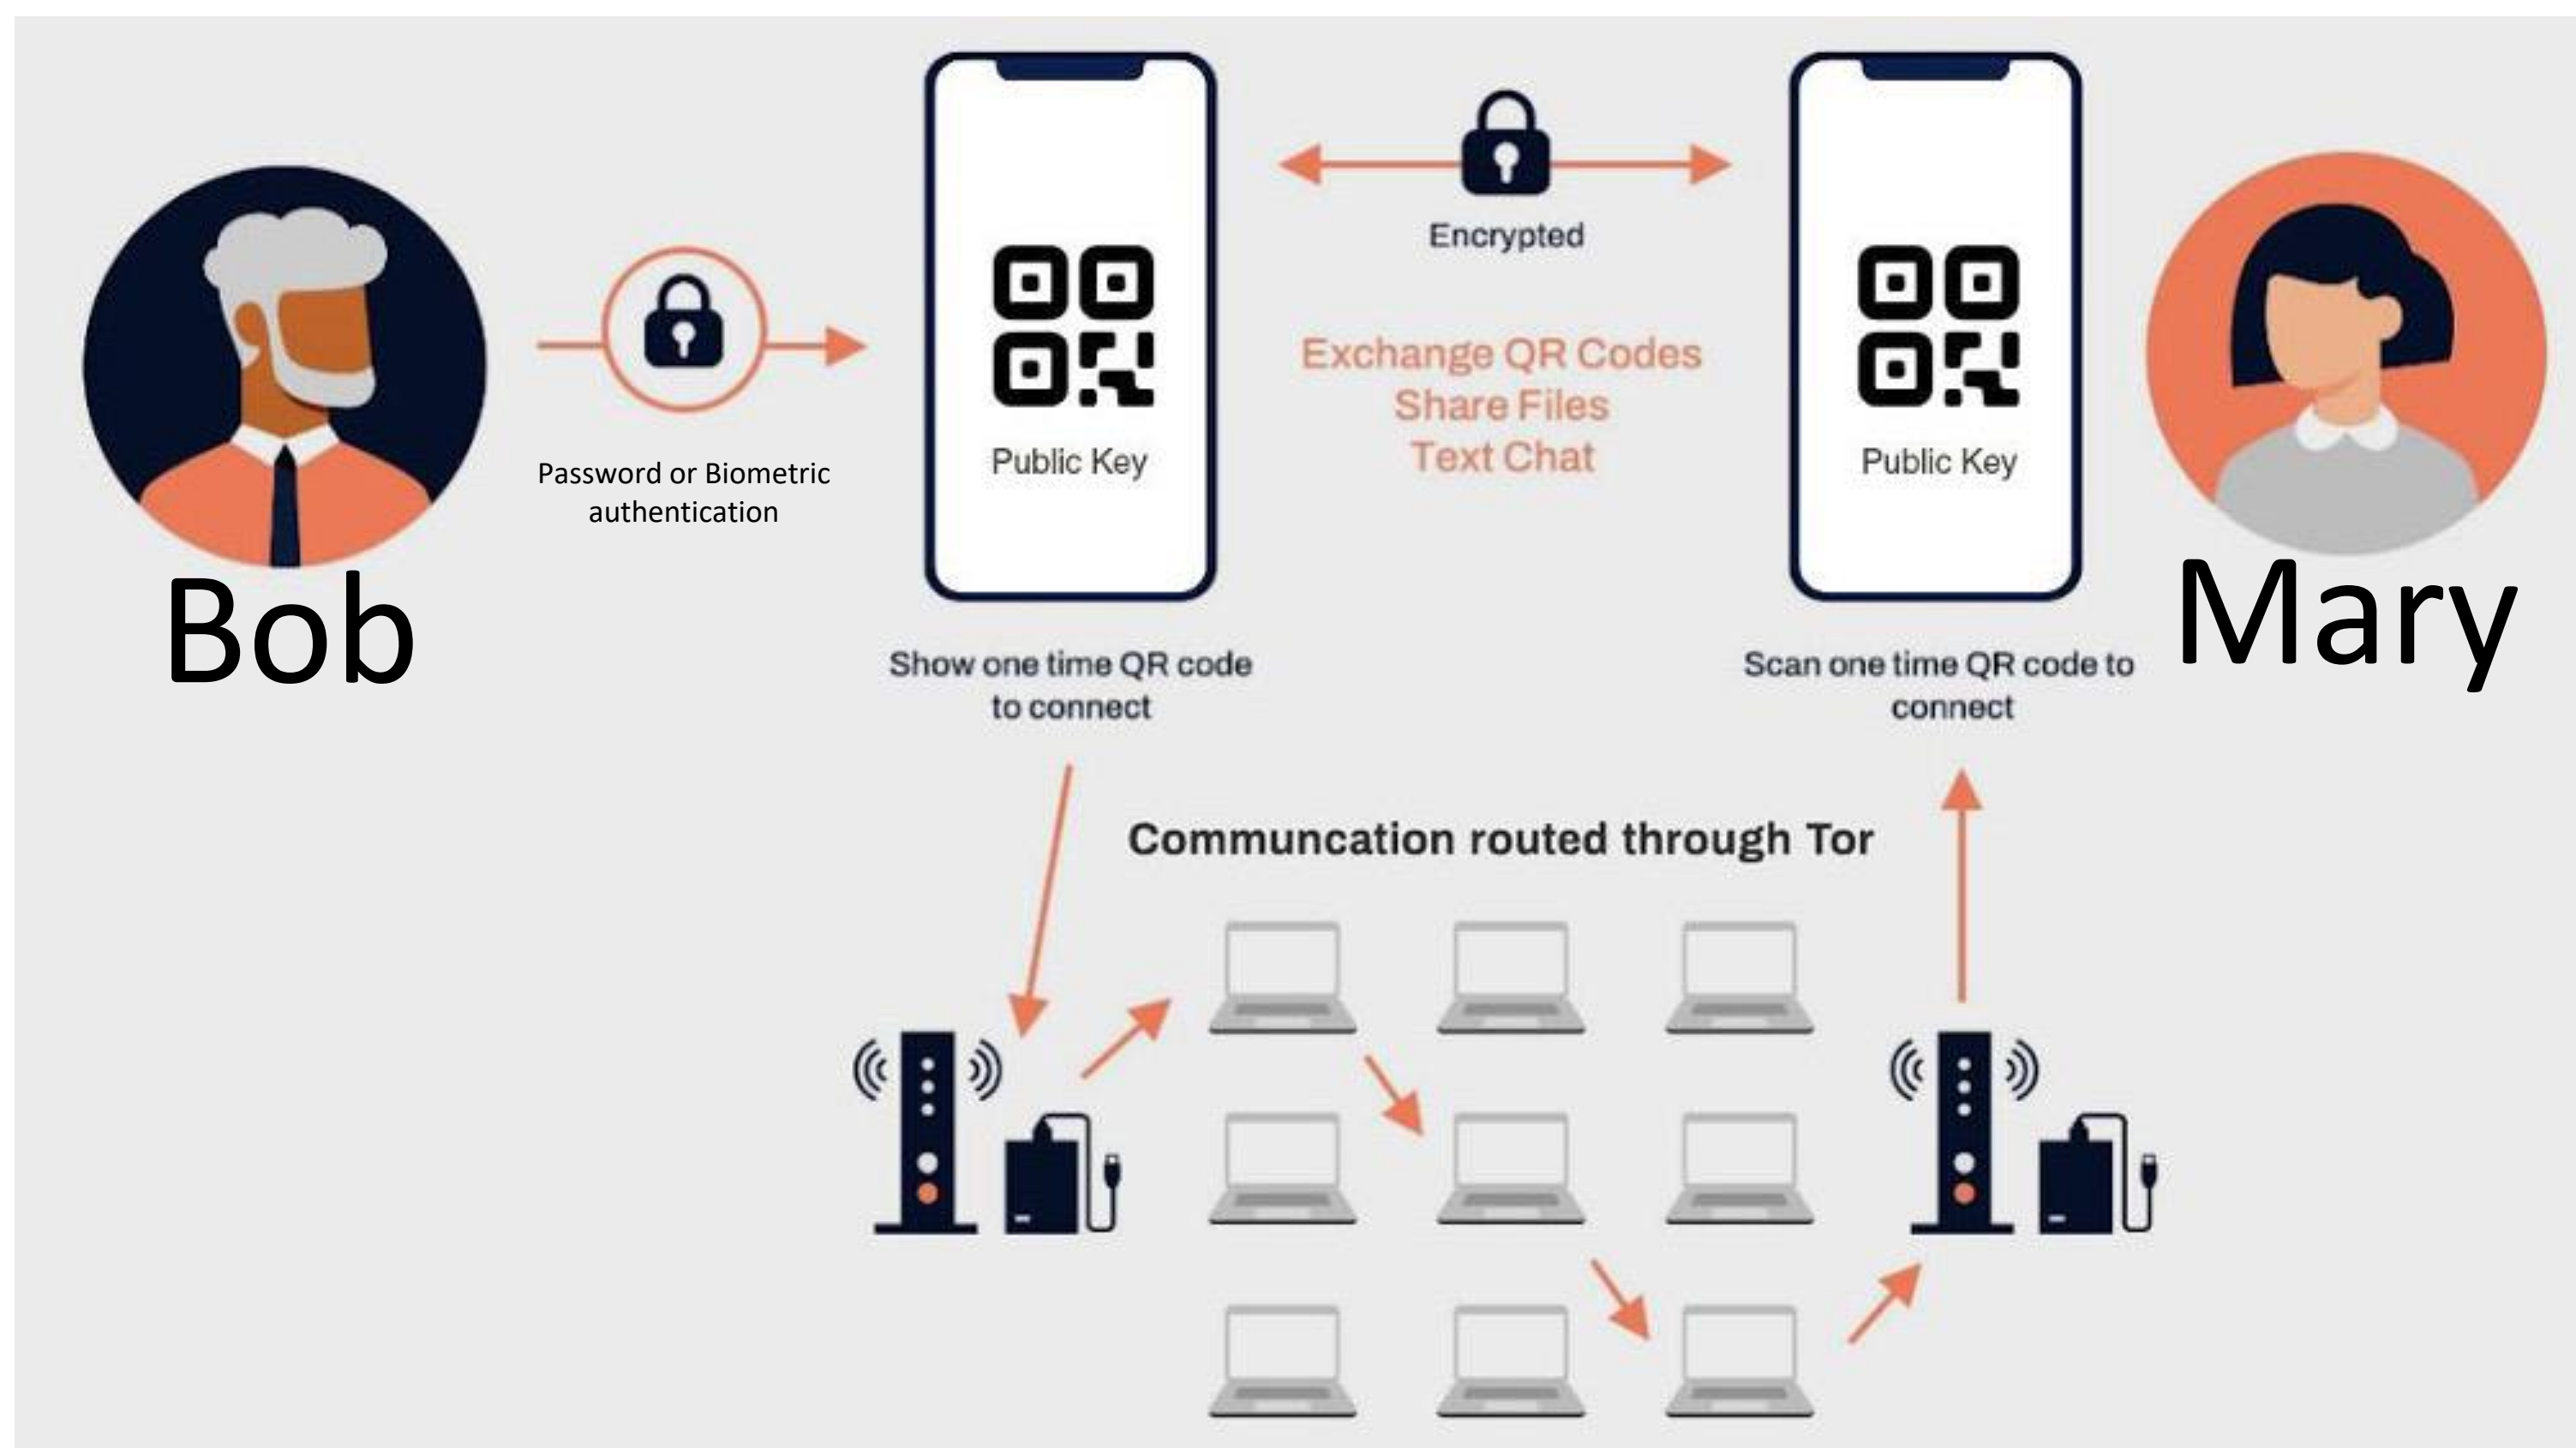 Encrypted
Exchange QR Codes
Share Files
Text Chat
Password or Biometric
authentication
Public Key
Public Key
Bob
Mary
Show one time QR code
to connect
Scan one time QR code to
connect
Communcation routed through Tor